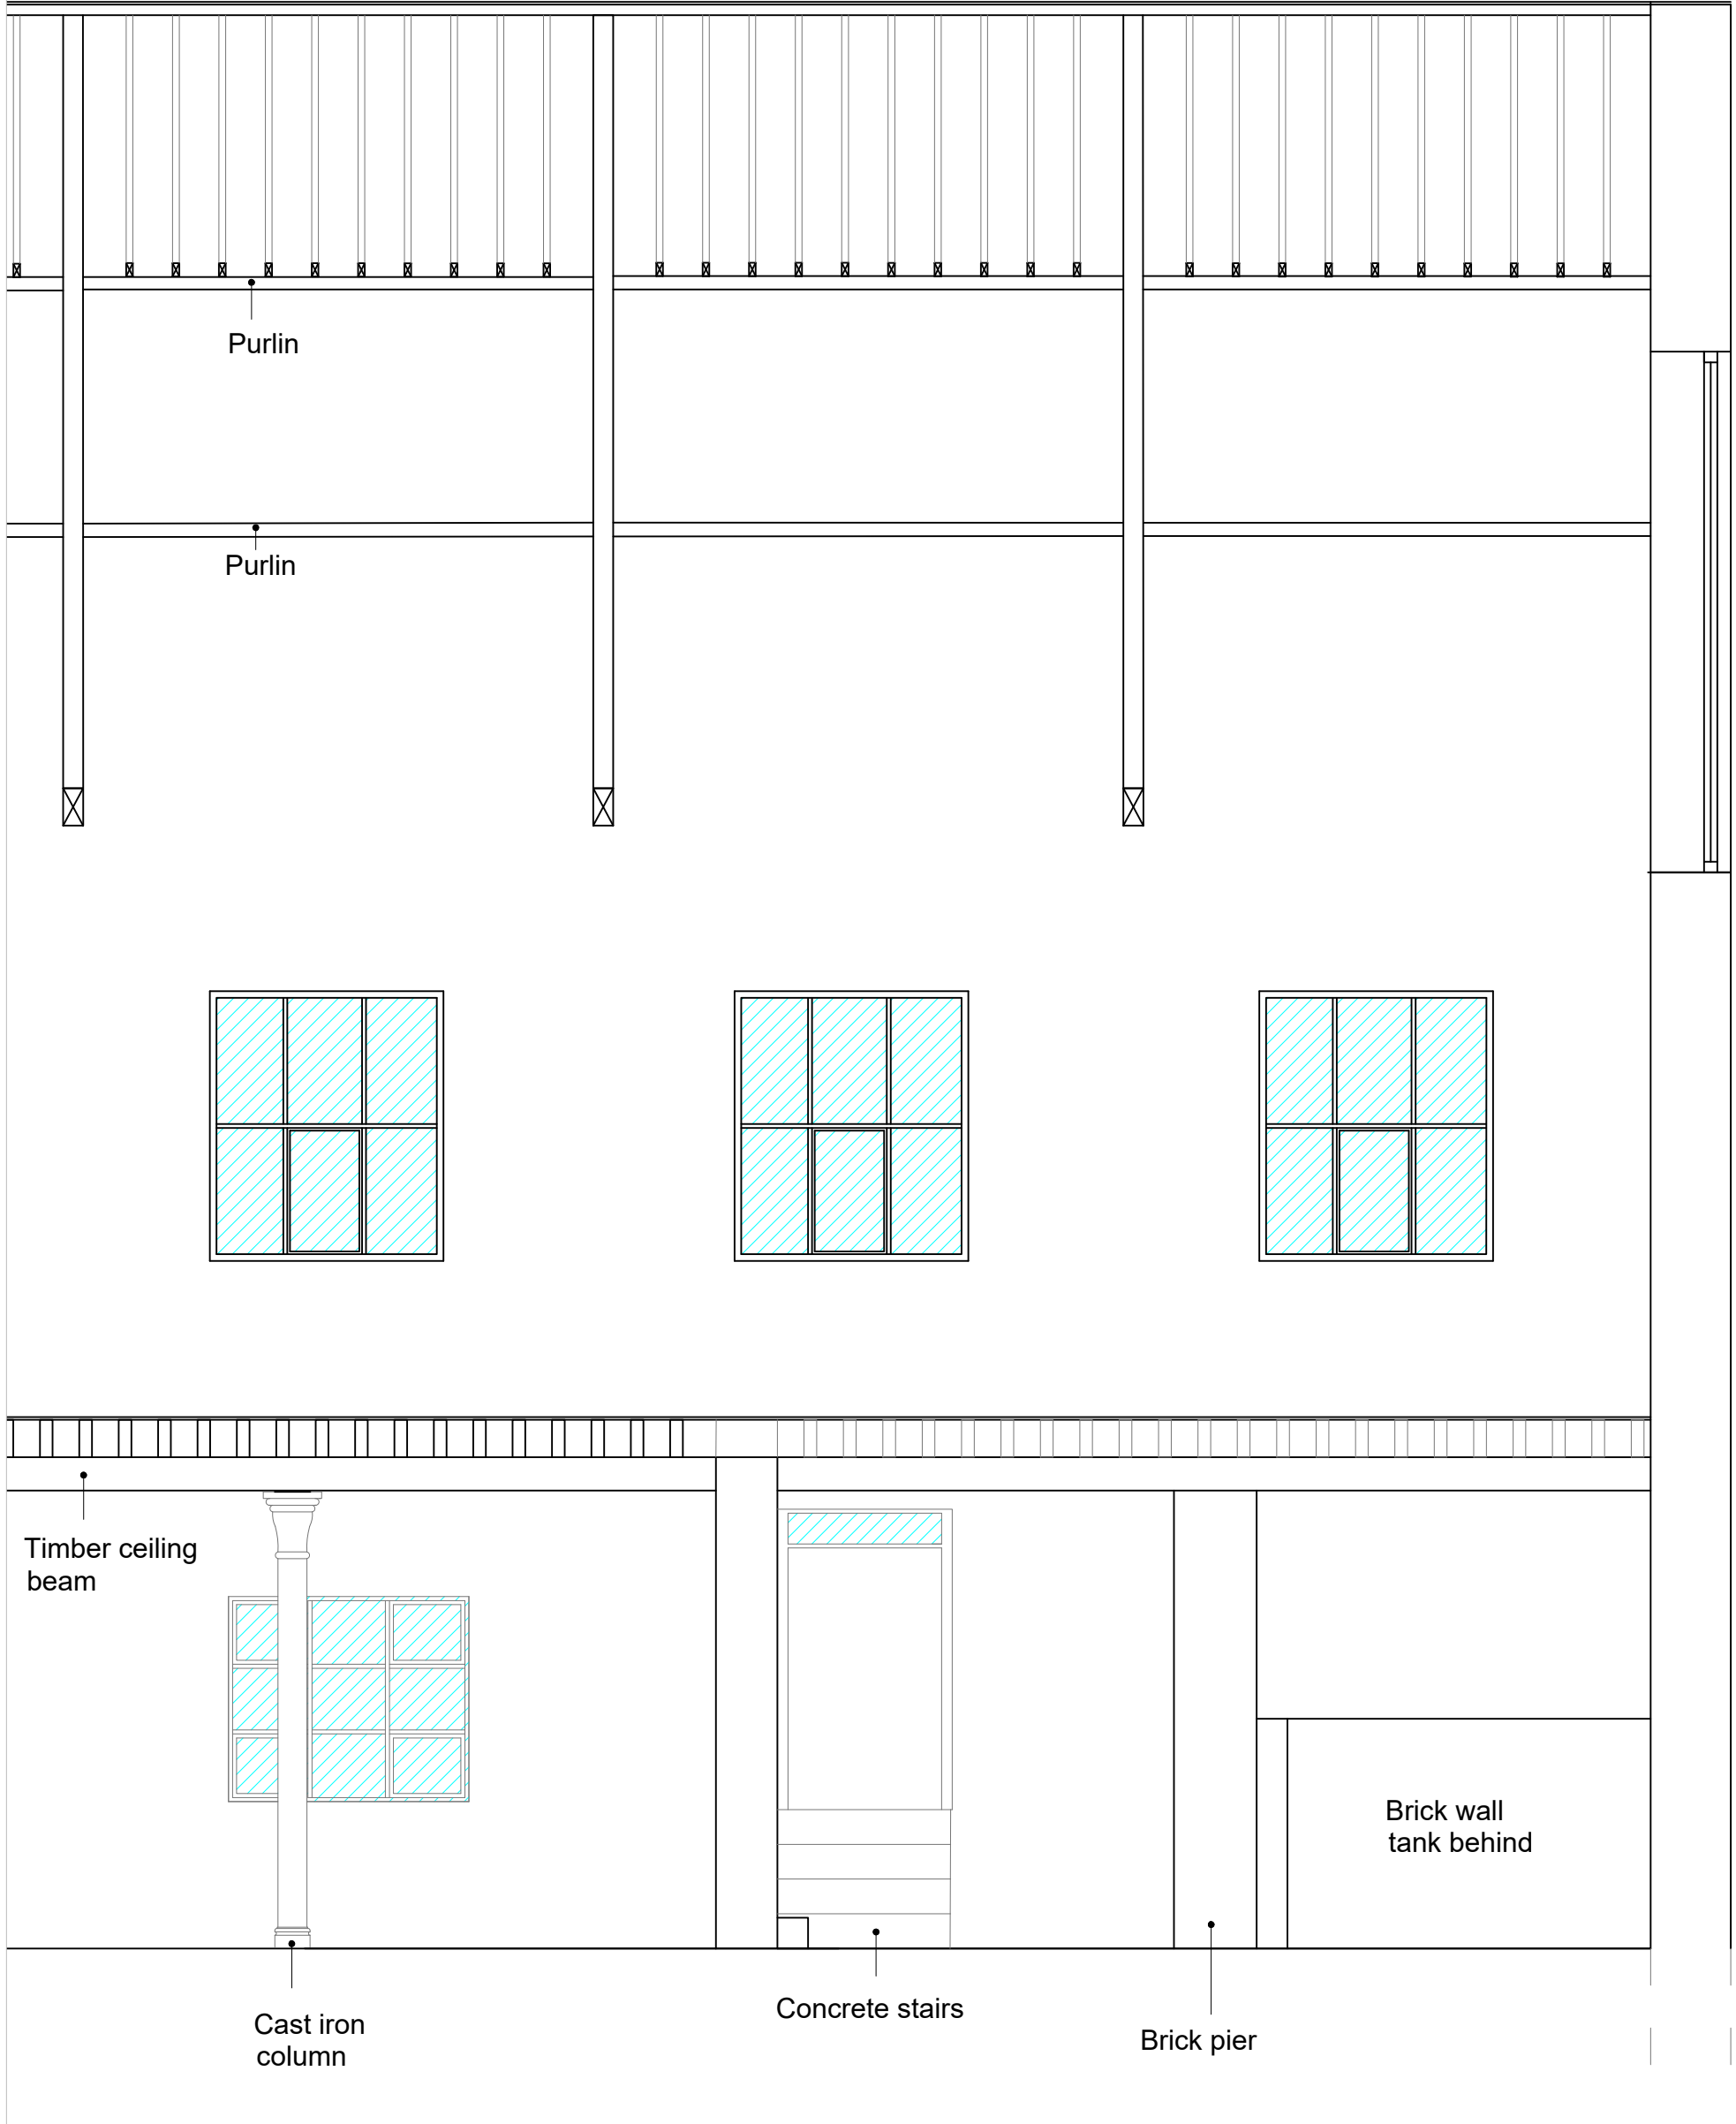 Purlin
Purlin
Timber ceiling
beam
Brick wall
tank behind
Concrete stairs
Cast iron
column
Brick pier